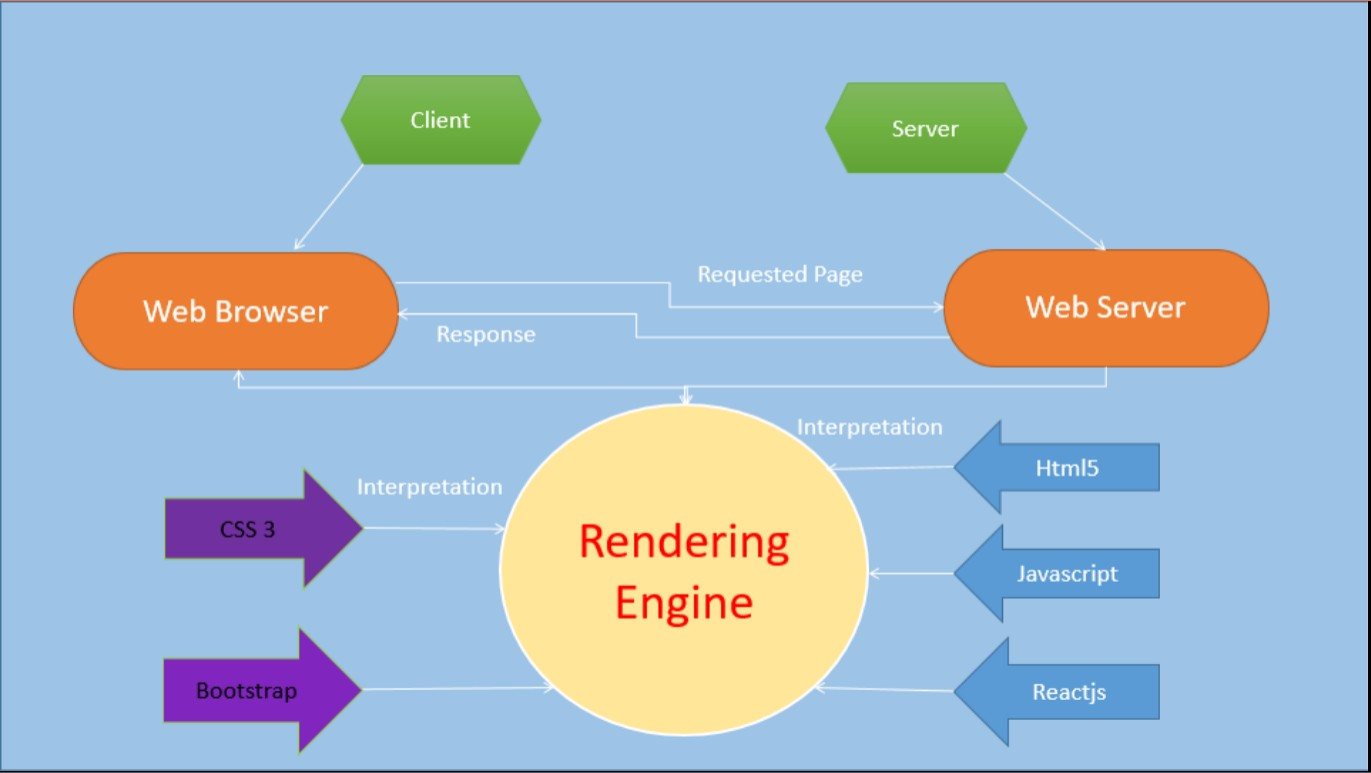 Client
Server
Web Browser
Requested Page
Response
Web Server
Interpretation
Html5
Interpretation
CSS 3
Rendering
Engine
Javascript
Bootstrap
Reactjs